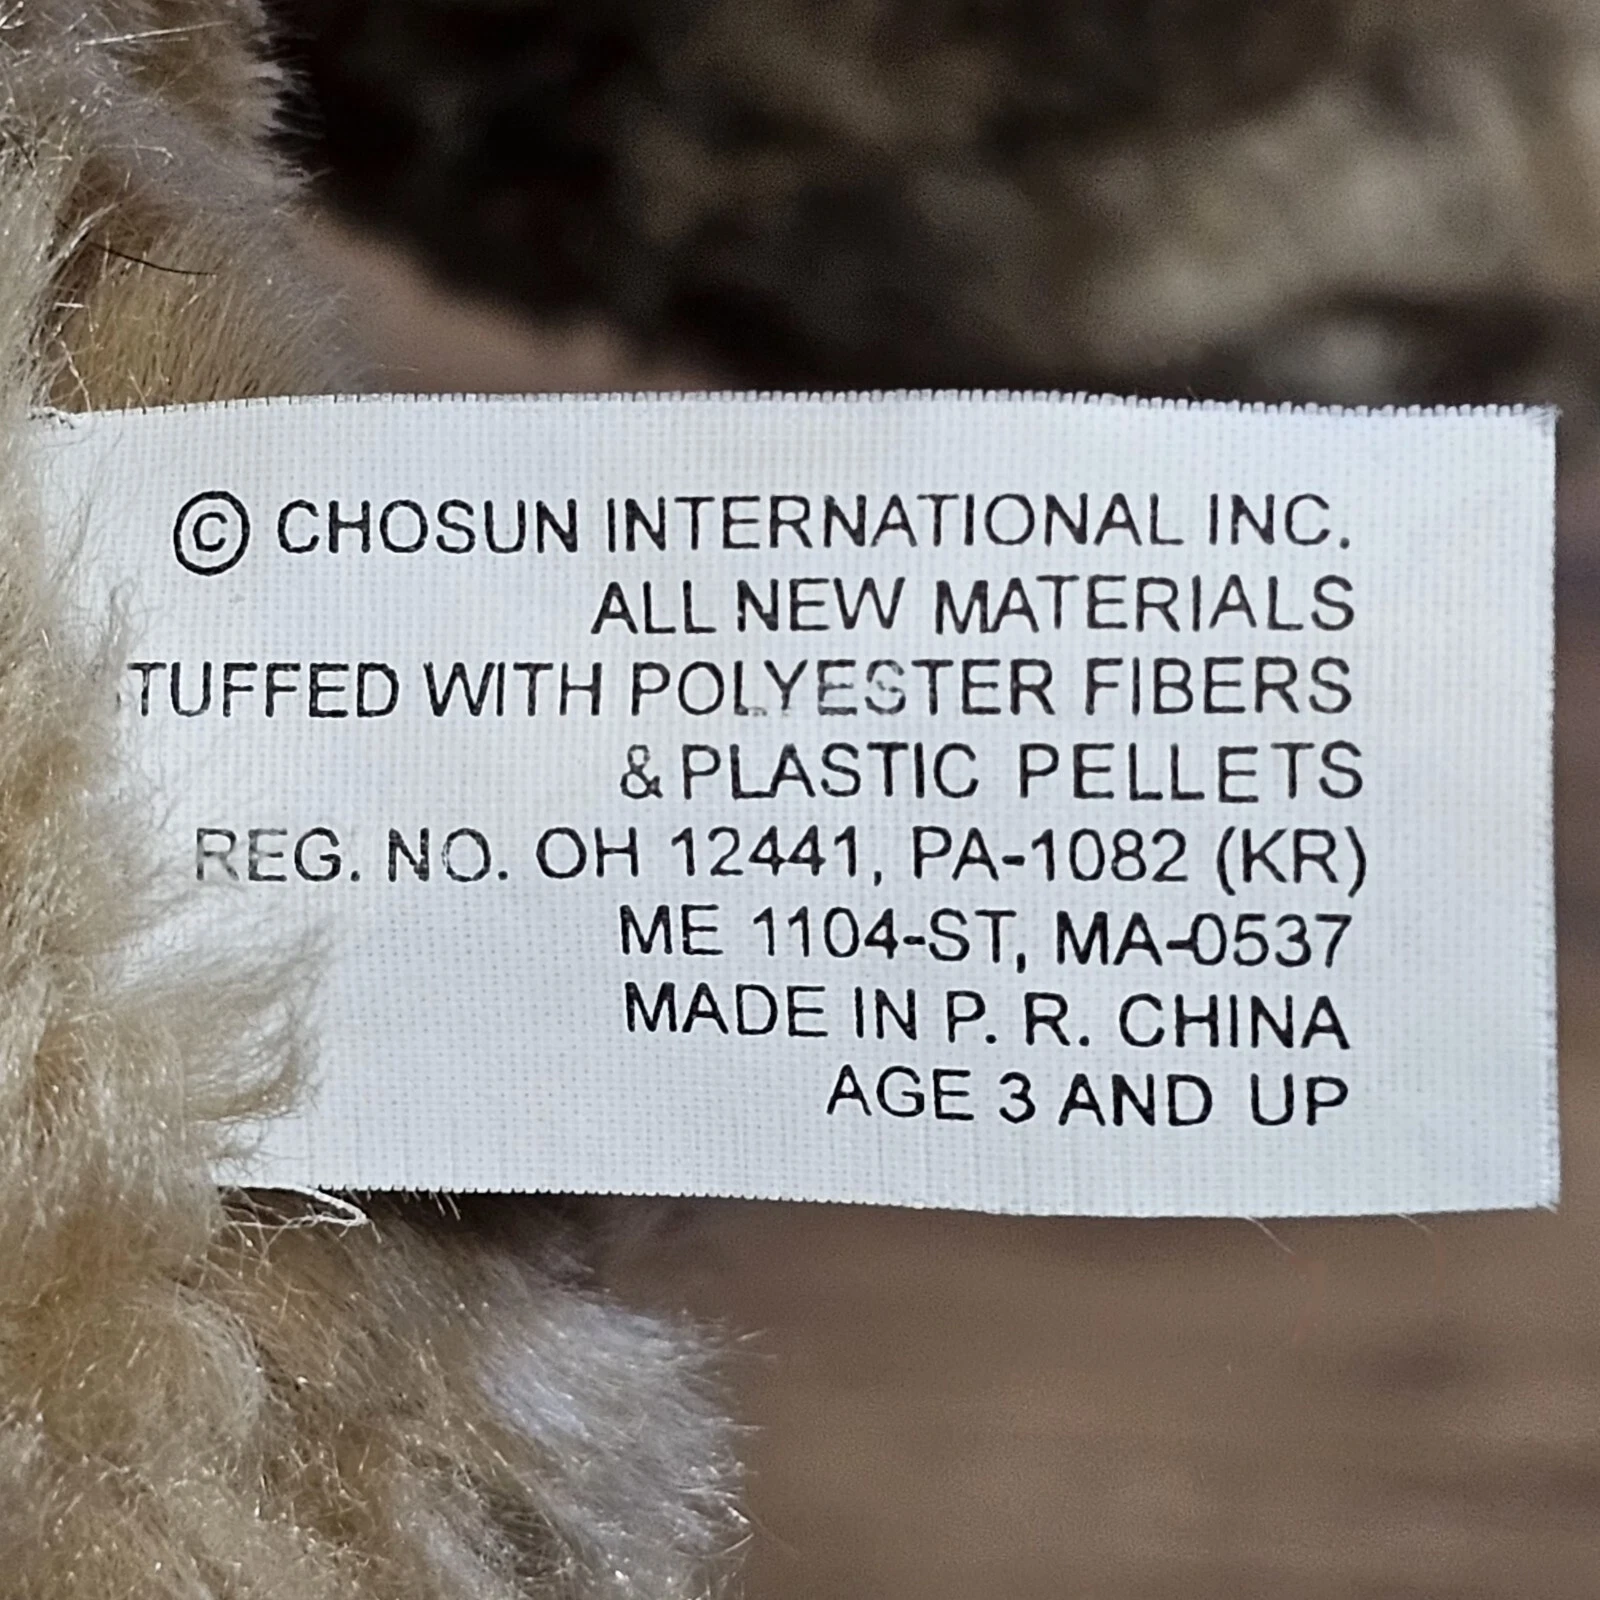 © CHOSUN INTERNATIONAL INC.
ALL NEW MATERIALS
STUFFED WITH POLYESTER FIBERS
& PLASTIC PELLETS
REG. NO. OH 12441, PA-1082 (KR)
ME 1104-ST, MA-0537
MADE IN P. R. CHINA
AGE 3 AND UP